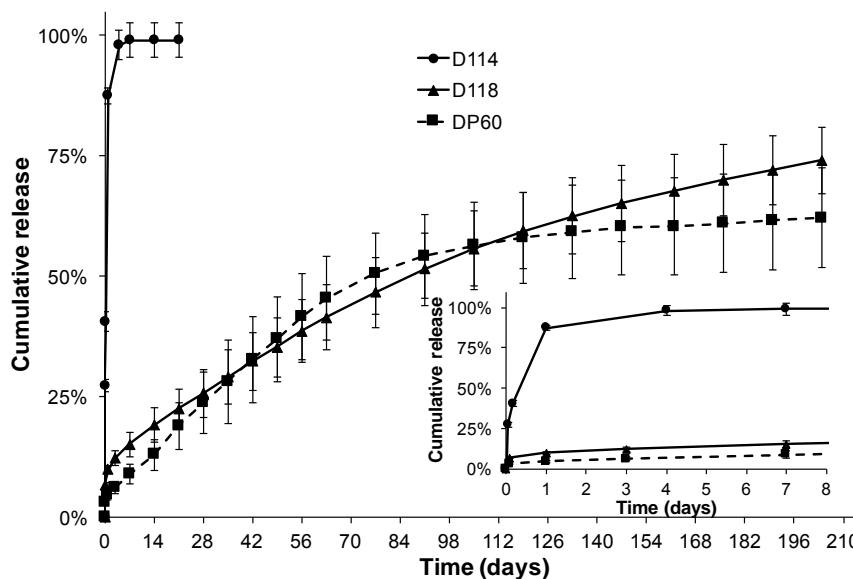 100%
75%
50%
25%
0%
Cumulative release
D114
D118
DP60
100%
75%
50%
25%
0%
Cumulative release
0 1 2 3 4 5 6 7 8
Time (days)
0 14 28 42 56 70 84 98 112 126 140 154 168 182 196 210
Time (days)